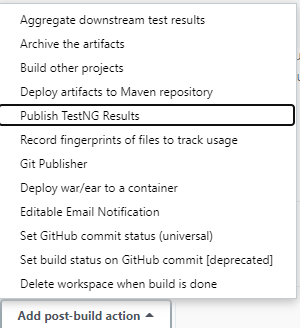 Aggregate downstream test results
Archive the artifacts
Build other projects
Deploy artifacts to Maven repository
Publish TestNG Results
Record fingerprints of files to track usage
Git Publisher
Deploy war/ear to a container
Editable Email Notification
Set GitHub commit status (universal)
Set build status on GitHub commit [deprecated]
Delete workspace when build is done
Add post-build action